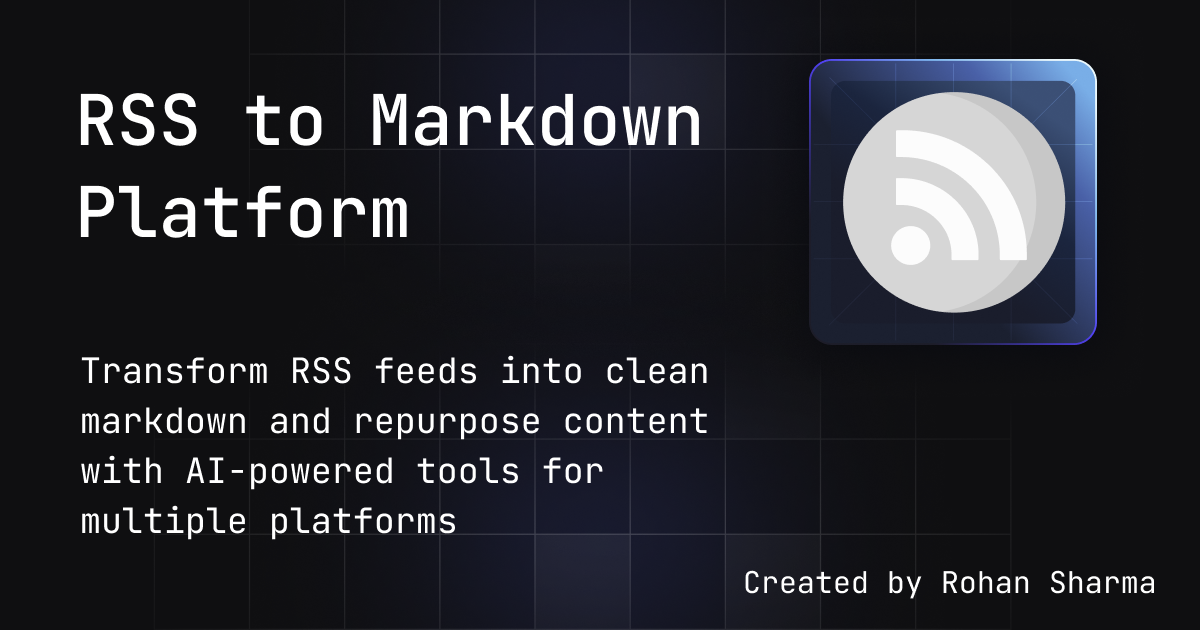 RSS to Markdown
Platform
Transform RSS feeds into clean
markdown and repurpose content
with AI-powered tools for
multiple platforms
Created by Rohan Sharma